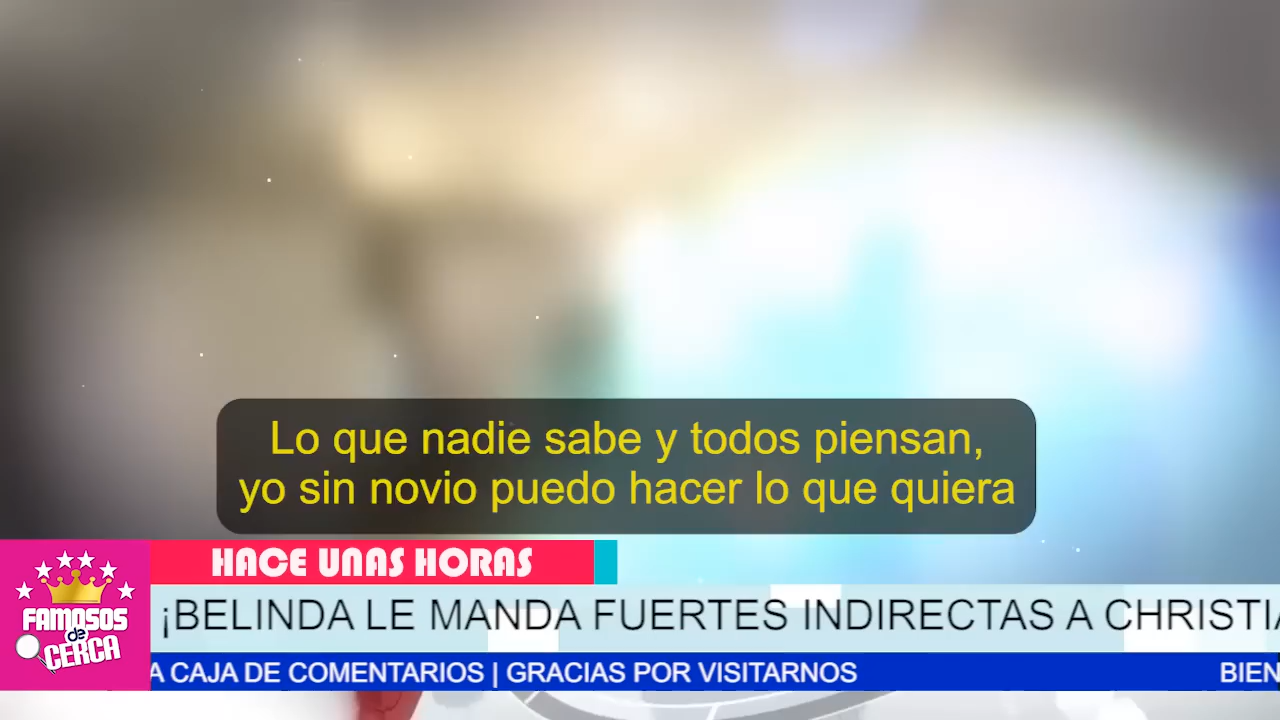 Lo que nadie sabe y todos piensan,
yo sin novio puedo hacer lo que quiera
HACE UNAS HORAS
FAMOSOS
de
CERCA
¡BELINDA LE MANDA FUERTES INDIRECTAS A CHRISTIA
A CAJA DE COMENTARIOS | GRACIAS POR VISITARNOS
BIEN